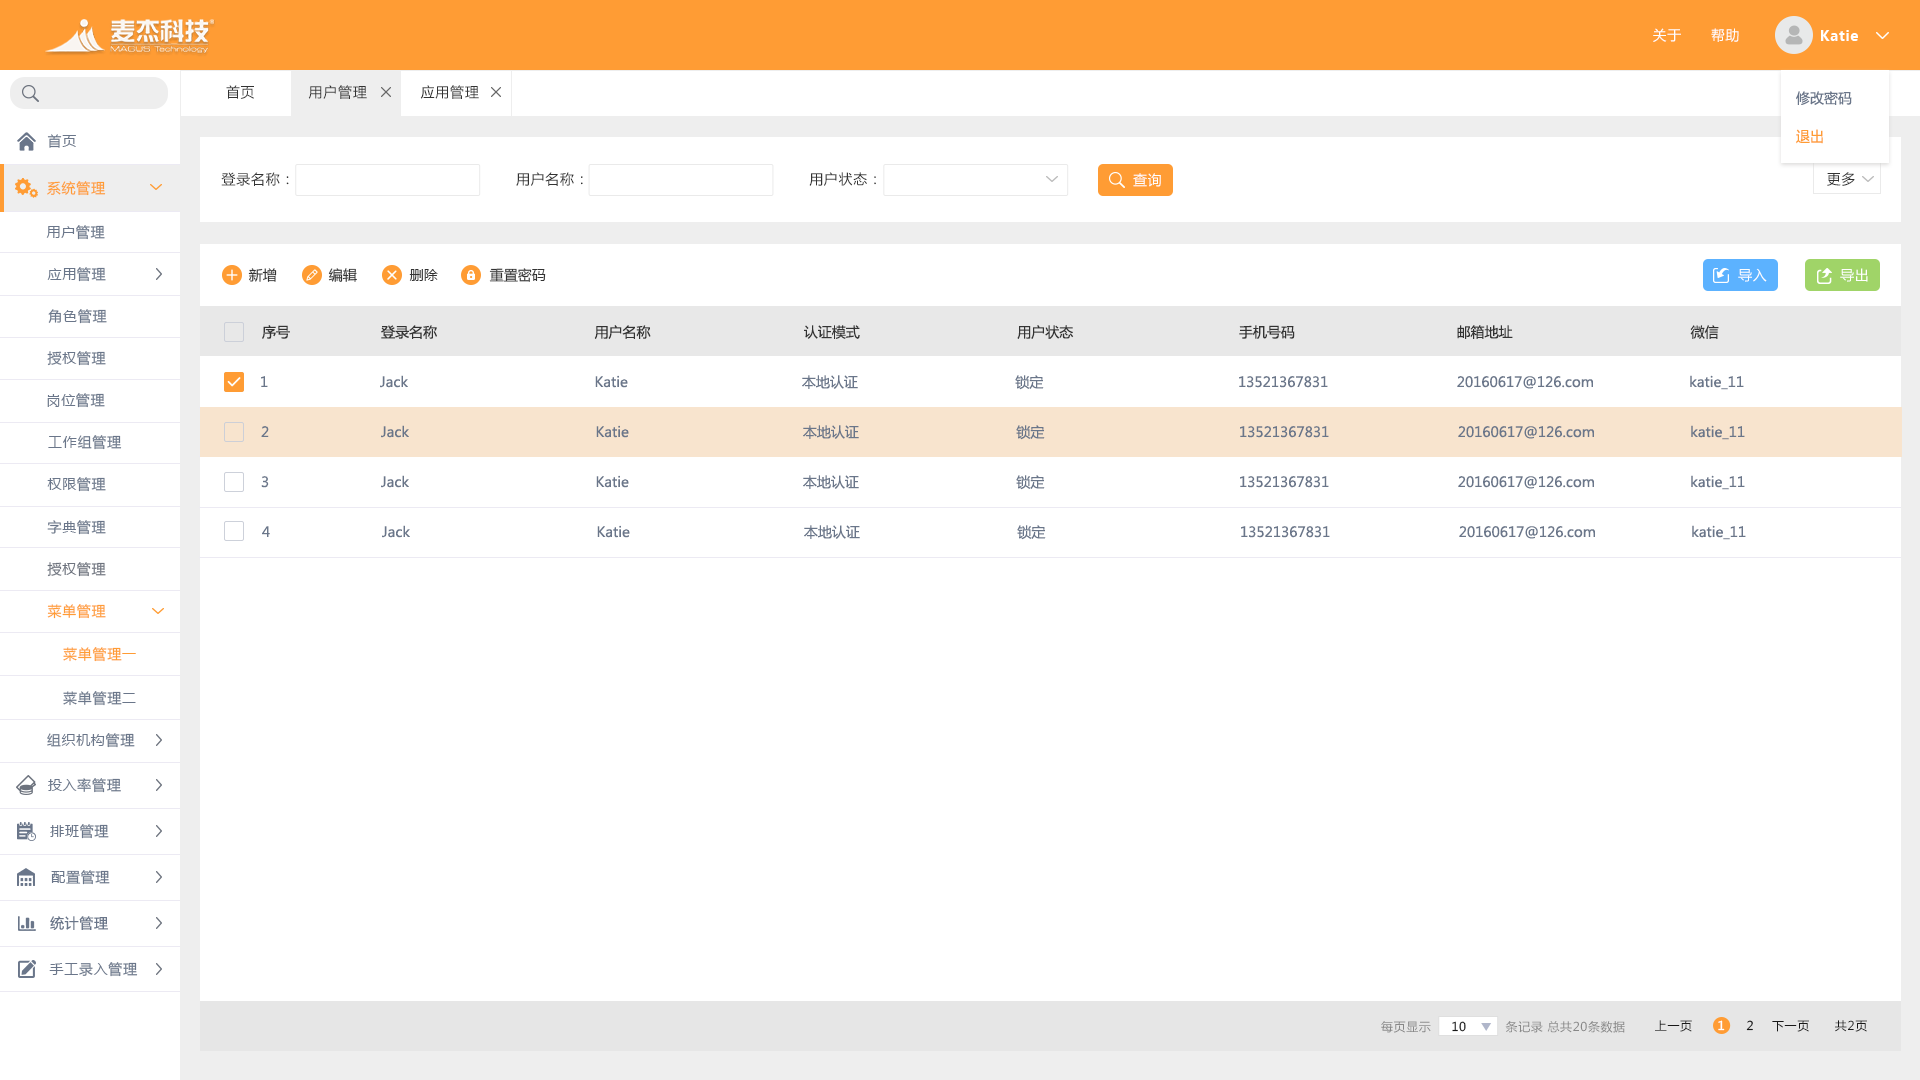 麦杰科技
MAGUS Technology
关于 帮助 Katie
修改密码
退出
首页
系统管理
用户管理
应用管理
角色管理
授权管理
岗位管理
工作组管理
权限管理
字典管理
授权管理
菜单管理
菜单管理一
菜单管理二
组织机构管理
投入率管理
排班管理
配置管理
统计管理
手工录入管理
首页 用户管理 应用管理
登录名称： 用户名称： 用户状态： 查询 更多
新增 编辑 删除 重置密码 导入 导出
序号 登录名称 用户名称 认证模式 用户状态 手机号码 邮箱地址 微信
1 Jack Katie 本地认证 锁定 13521367831 20160617@126.com katie_11
2 Jack Katie 本地认证 锁定 13521367831 20160617@126.com katie_11
3 Jack Katie 本地认证 锁定 13521367831 20160617@126.com katie_11
4 Jack Katie 本地认证 锁定 13521367831 20160617@126.com katie_11
每页显示 10 条记录 总共20条数据 上一页 1 2 下一页 共2页